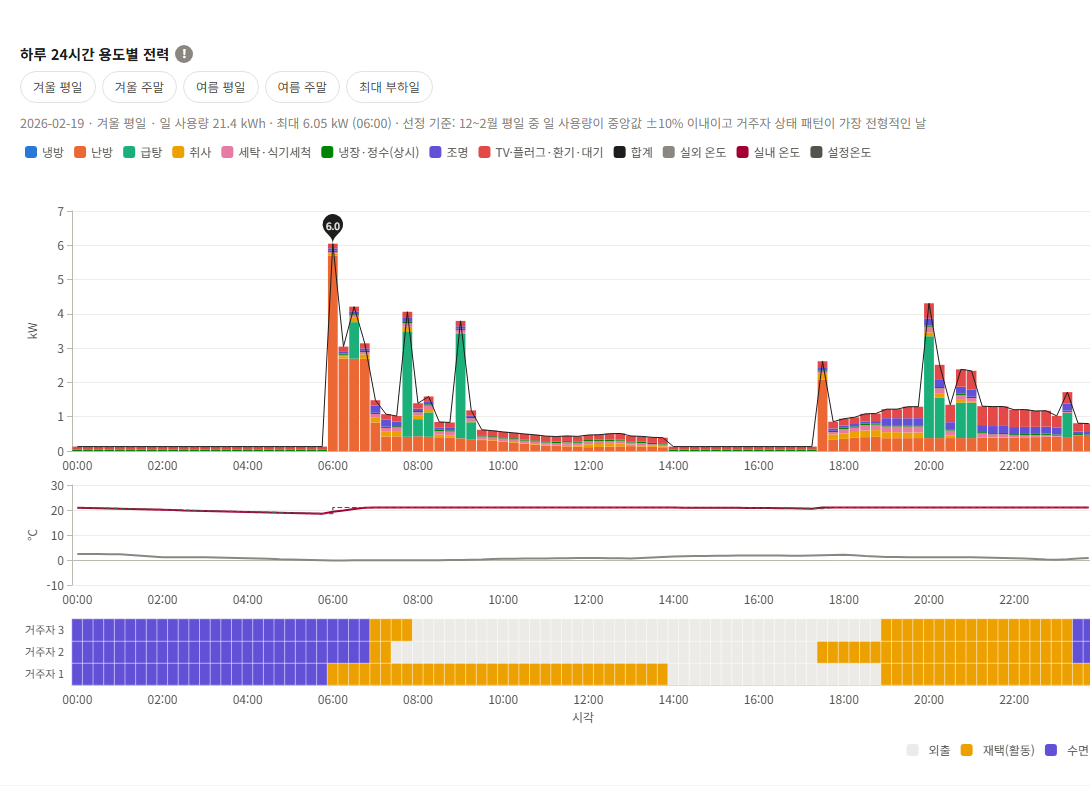 하루 24시간 용도별 전력 !
겨울 평일 겨울 주말 여름 평일 여름 주말 최대 부하일
2026-02-19 · 겨울 평일 · 일 사용량 21.4 kWh · 최대 6.05 kW (06:00) · 선정 기준: 12~2월 평일 중 일 사용량이 중앙값 ±10% 이내이고 거주자 상태 패턴이 가장 전형적인 날
냉방 난방 급탕 취사 세탁·식기세척 냉장·정수(상시) 조명 TV·플러그·환기·대기 합계 실외 온도 실내 온도 설정온도
7
6.0
6
5
4
kW
3
2
1
0
00:00 02:00 04:00 06:00 08:00 10:00 12:00 14:00 16:00 18:00 20:00 22:00
30
20
°C
10
0
-10
00:00 02:00 04:00 06:00 08:00 10:00 12:00 14:00 16:00 18:00 20:00 22:00
거주자 3
거주자 2
거주자 1
00:00 02:00 04:00 06:00 08:00 10:00 12:00 14:00 16:00 18:00 20:00 22:00
시각
외출 재택(활동) 수면